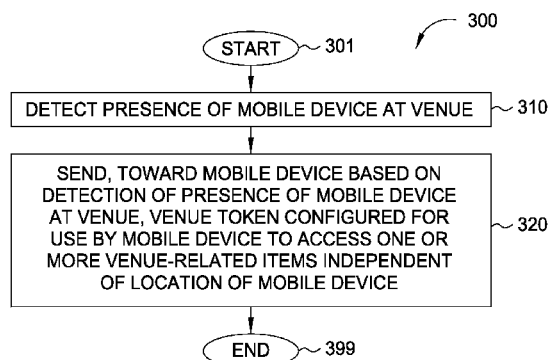 300
START 301
DETECT PRESENCE OF MOBILE DEVICE AT VENUE 310
SEND, TOWARD MOBILE DEVICE BASED ON
DETECTION OF PRESENCE OF MOBILE DEVICE
AT VENUE, VENUE TOKEN CONFIGURED FOR
USE BY MOBILE DEVICE TO ACCESS ONE OR
MORE VENUE-RELATED ITEMS INDEPENDENT
OF LOCATION OF MOBILE DEVICE
320
END 399